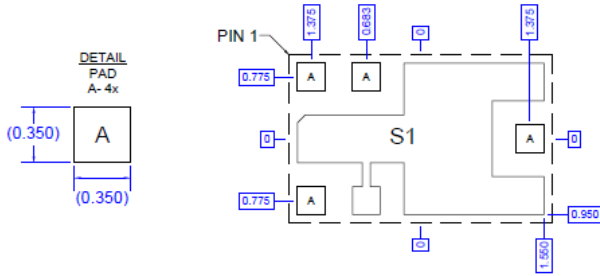 DETAIL
PAD
A- 4x
A
(0.350)
(0.350)
PIN 1
1.375
0.683
0
1.375
0.775
A
A
0
S1
A
0
0.775
A
0.950
0
1.550